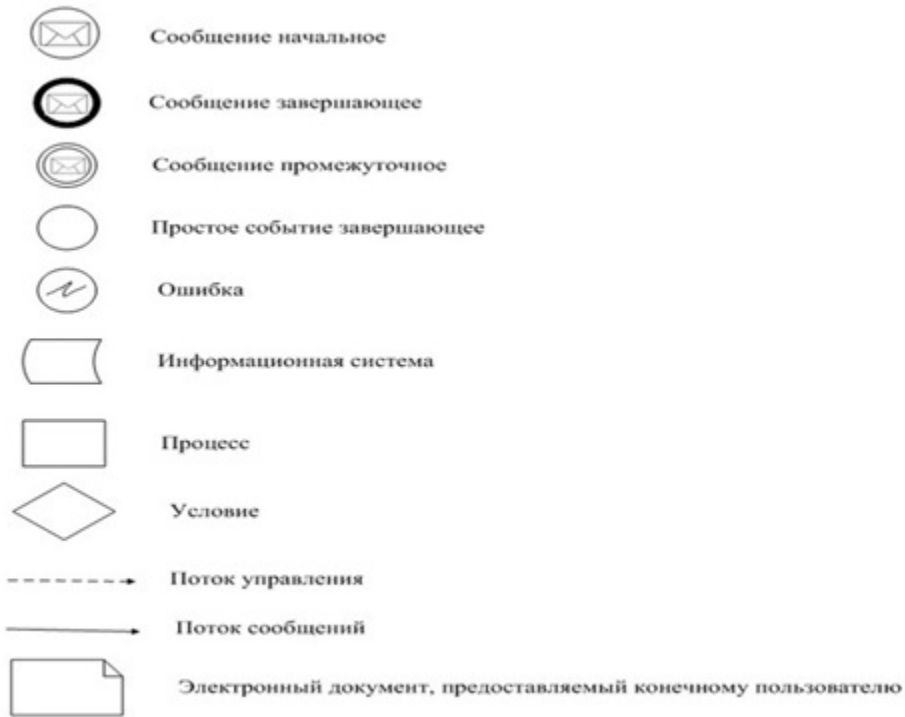 Сообщение начальное
Сообщение завершающее
Сообщение промежуточное
Простое событие завершающее
Ошибка
Информационная система
Процесс
Условие
Поток управления
Поток сообщений
Электронный документ, предоставляемый конечному пользователю